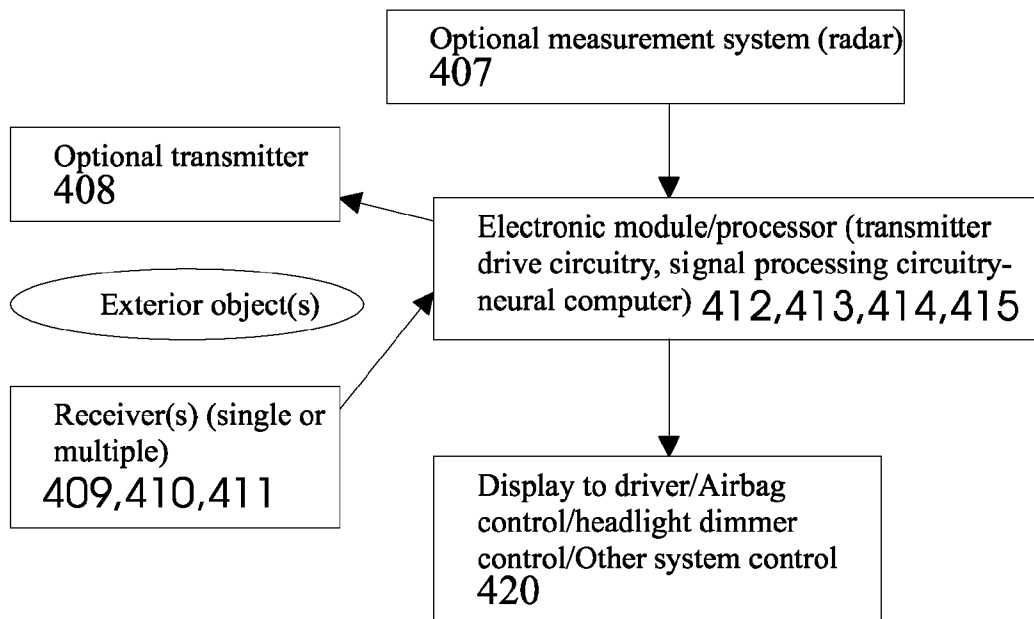 Optional measurement system (radar)
407
Optional transmitter
408
Electronic module/processor (transmitter
drive circuitry, signal processing circuitry-
neural computer) 412,413,414,415
Exterior object(s)
Receiver(s) (single or
multiple)
409,410,411
Display to driver/Airbag
control/headlight dimmer
control/Other system control
420